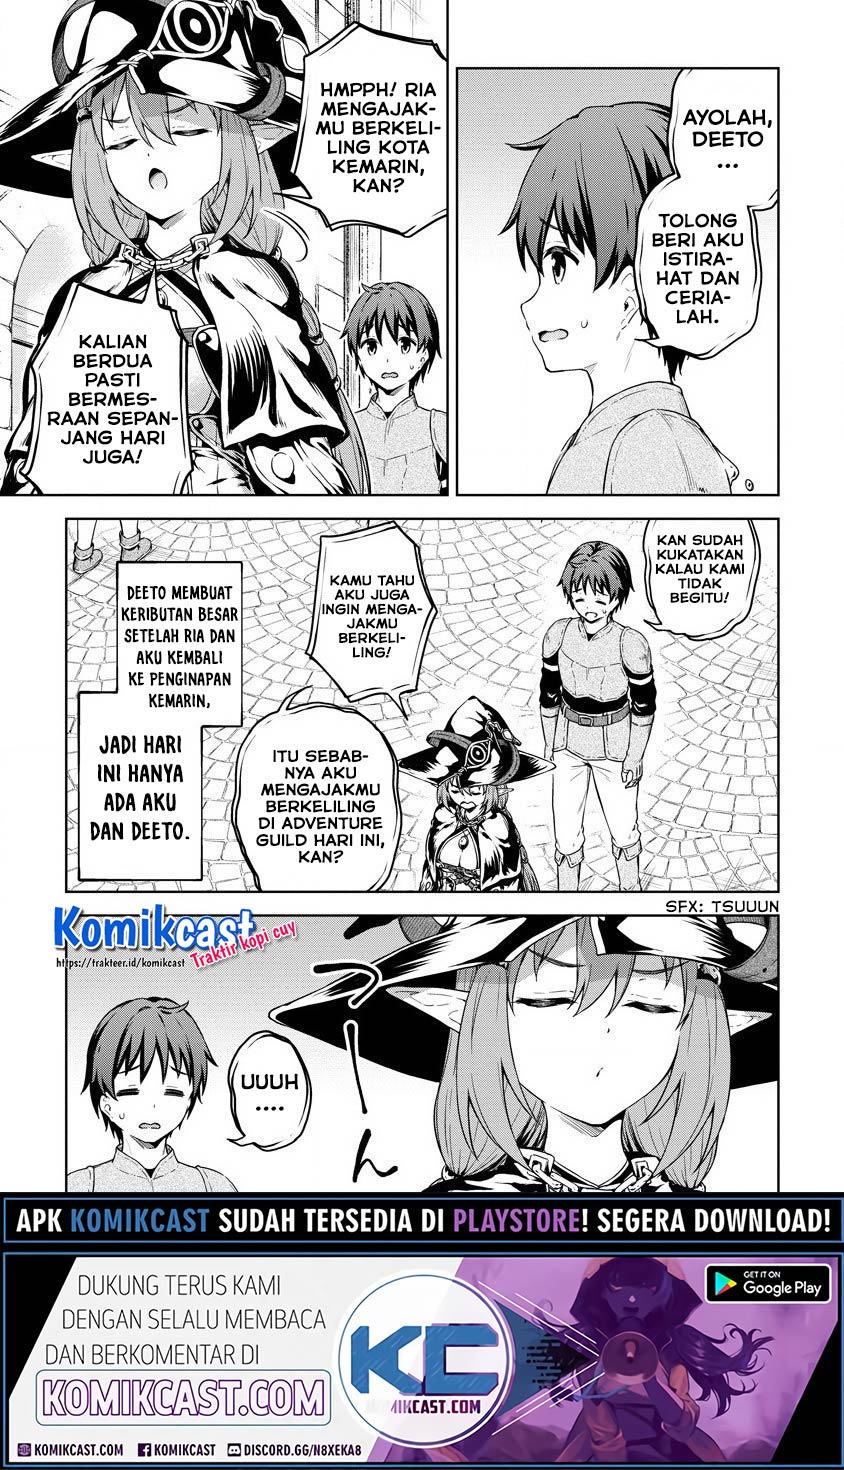 AYOLAH,
DEETO
...
TOLONG
BERI AKU
ISTIRA-
HAT DAN
CERIA-
LAH.
HMPPH! RIA
MENGAJAK-
MU BERKELI-
LING KOTA
KEMARIN,
KAN?
KALIAN
BERDUA
PASTI
BERMES-
RAAN SEPAN-
JANG HARI
JUGA!
KAN SUDAH
KUKATAKAN
KALAU KAMI
TIDAK
BEGITU!
KAMU TAHU
AKU JUGA
INGIN MENGA-
JAKMU
BERKELI-
LING!
ITU SEBAB-
NYA AKU
MENGAJAKMU
BERKELILING
DI ADVENTURE
GUILD HARI INI,
KAN?
DEETO MEMBUAT
KERIBUTAN BESAR
SETELAH RIA DAN
AKU KEMBALI
KE PENGINAPAN
KEMARIN,
JADI HARI
INI HANYA
ADA AKU
DAN DEETO.
SFX: TSUUUN
Komikcast
Traktir kopi cuy
https://trakteer.id/komikcast
つーん
UUUH
....
APK KOMIKCAST SUDAH TERSEDIA DI PLAYSTORE! SEGERA DOWNLOAD!
DUKUNG TERUS KAMI
DENGAN SELALU MEMBACA
DAN BERKOMENTAR DI
KOMIKCAST.COM
KOMIKCAST.COM KOMIKCAST DISCORD.GG/N8XEKA8
KC
KOMIKCAST.COM
GET IT ON
Google Play